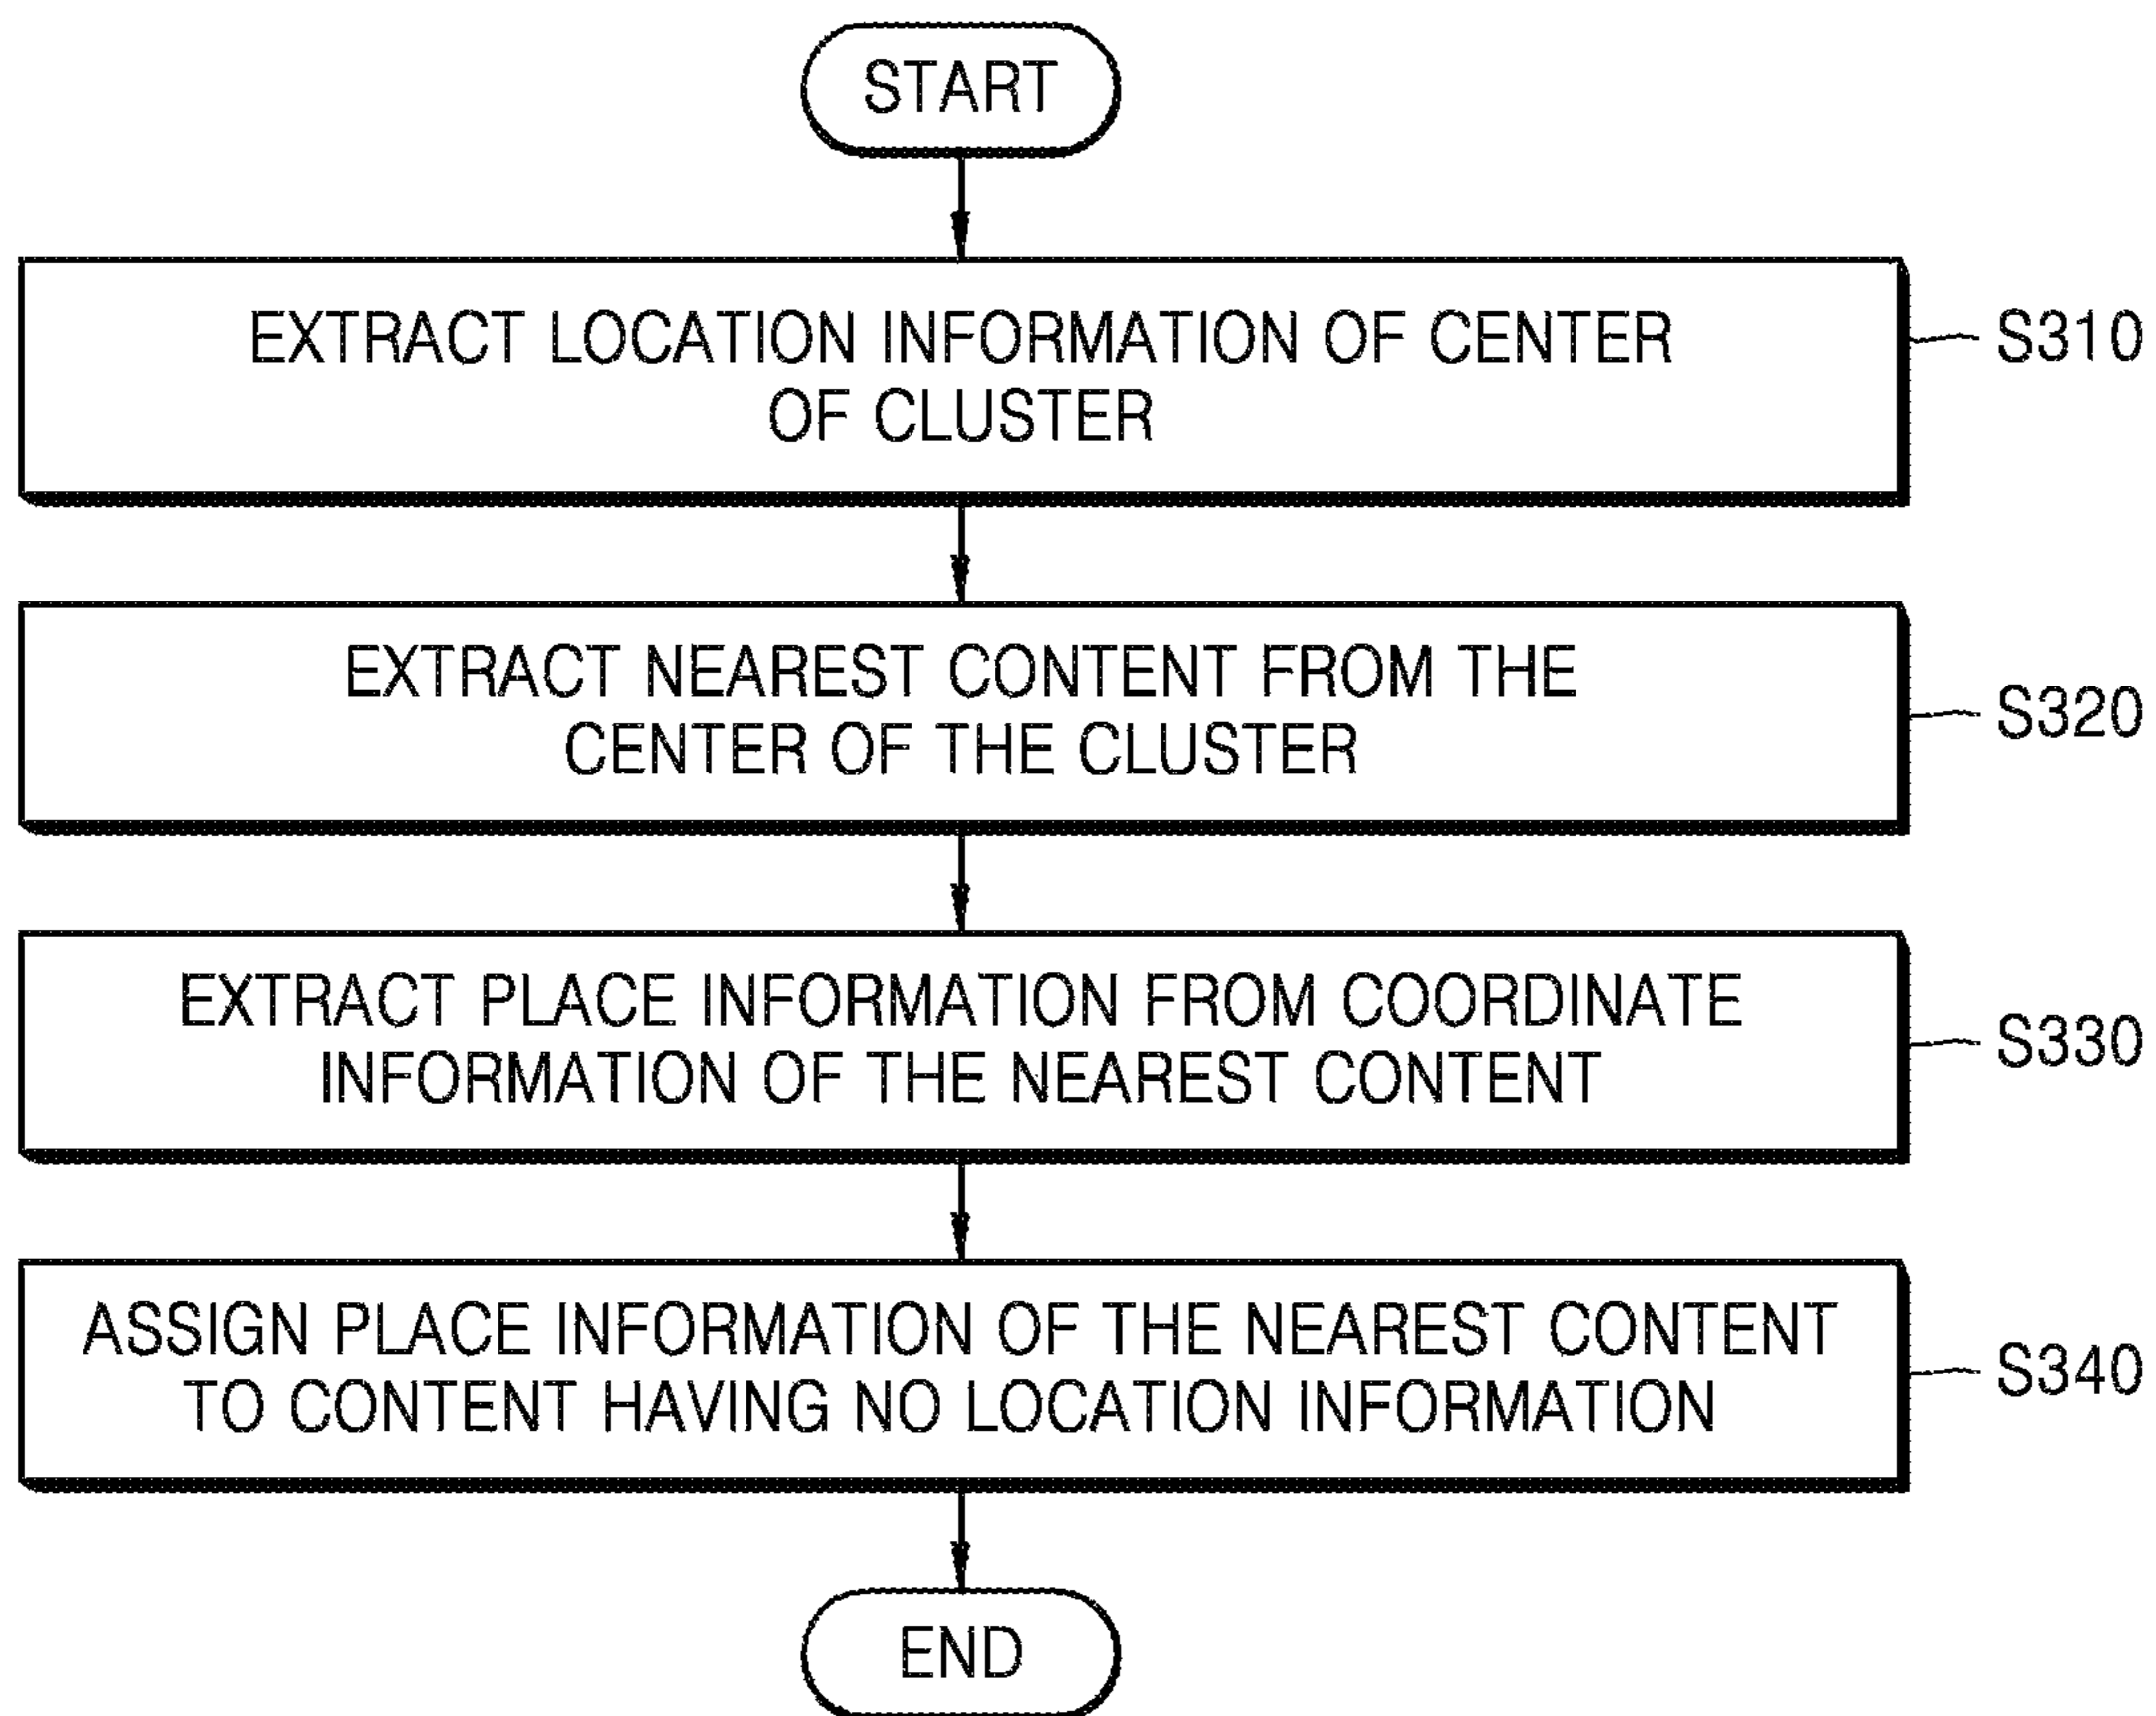 START
EXTRACT LOCATION INFORMATION OF CENTER
OF CLUSTER
S310
EXTRACT NEAREST CONTENT FROM THE
CENTER OF THE CLUSTER
S320
EXTRACT PLACE INFORMATION FROM COORDINATE
INFORMATION OF THE NEAREST CONTENT
S330
ASSIGN PLACE INFORMATION OF THE NEAREST CONTENT
TO CONTENT HAVING NO LOCATION INFORMATION
S340
END